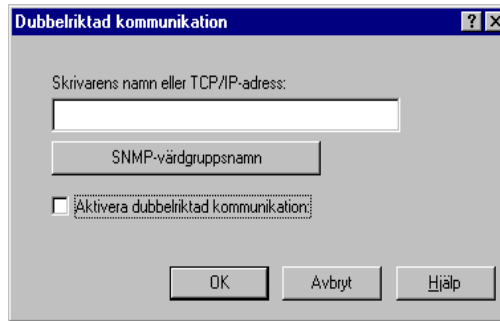 Dubbelriktad kommunikation
Skrivarens namn eller TCP/IP-adress:
SNMP-värdgruppsnamn
Aktivera dubbelriktad kommunikation:
OK Avbryt Hjälp